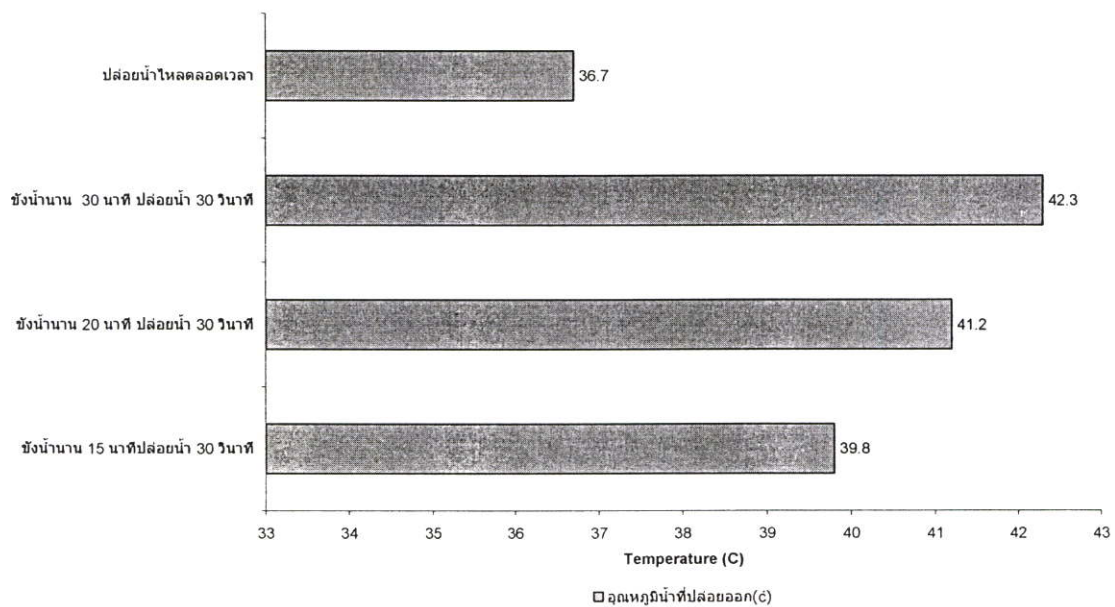 ปล่อยน้ำไหลตลอดเวลา
36.7
ขังน้ำนาน 30 นาที ปล่อยน้ำ 30 วินาที
42.3
ขังน้ำนาน 20 นาที ปล่อยน้ำ 30 วินาที
41.2
ขังน้ำนาน 15 นาทีปล่อยน้ำ 30 วินาที
39.8
33 34 35 36 37 38 39 40 41 42 43
Temperature (C)
อุณหภูมิน้ำที่ปล่อยออก(ċ)